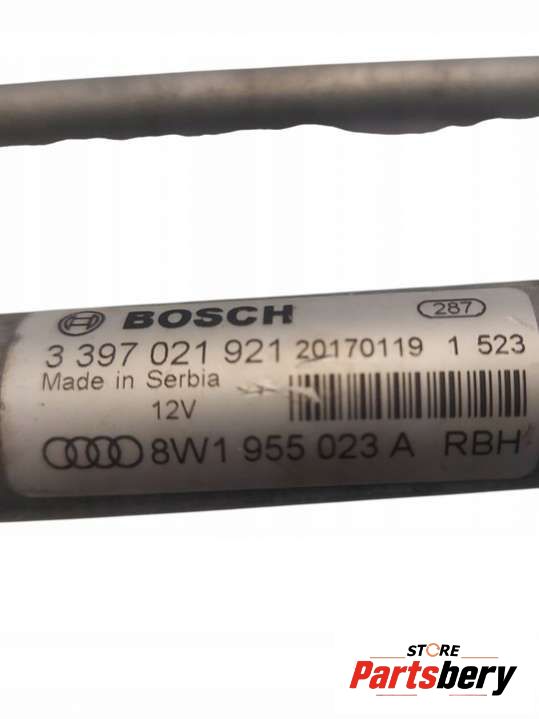 BOSCH 287
3 397 021 921 20170119 1 523
Made in Serbia
12V
8W1 955 023 A RBH
STORE
Partsbery